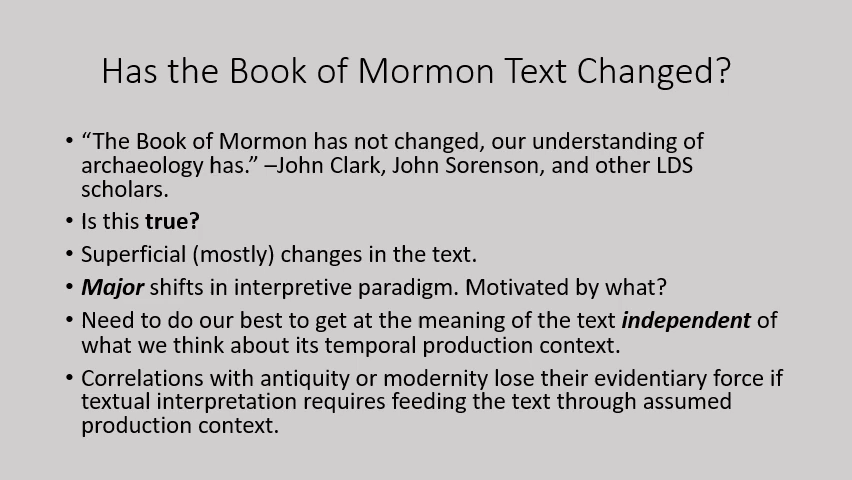 Has the Book of Mormon Text Changed?
• “The Book of Mormon has not changed, our understanding of
archaeology has.” –John Clark, John Sorenson, and other LDS
scholars.
• Is this true?
• Superficial (mostly) changes in the text.
• Major shifts in interpretive paradigm. Motivated by what?
• Need to do our best to get at the meaning of the text independent of
what we think about its temporal production context.
• Correlations with antiquity or modernity lose their evidentiary force if
textual interpretation requires feeding the text through assumed
production context.